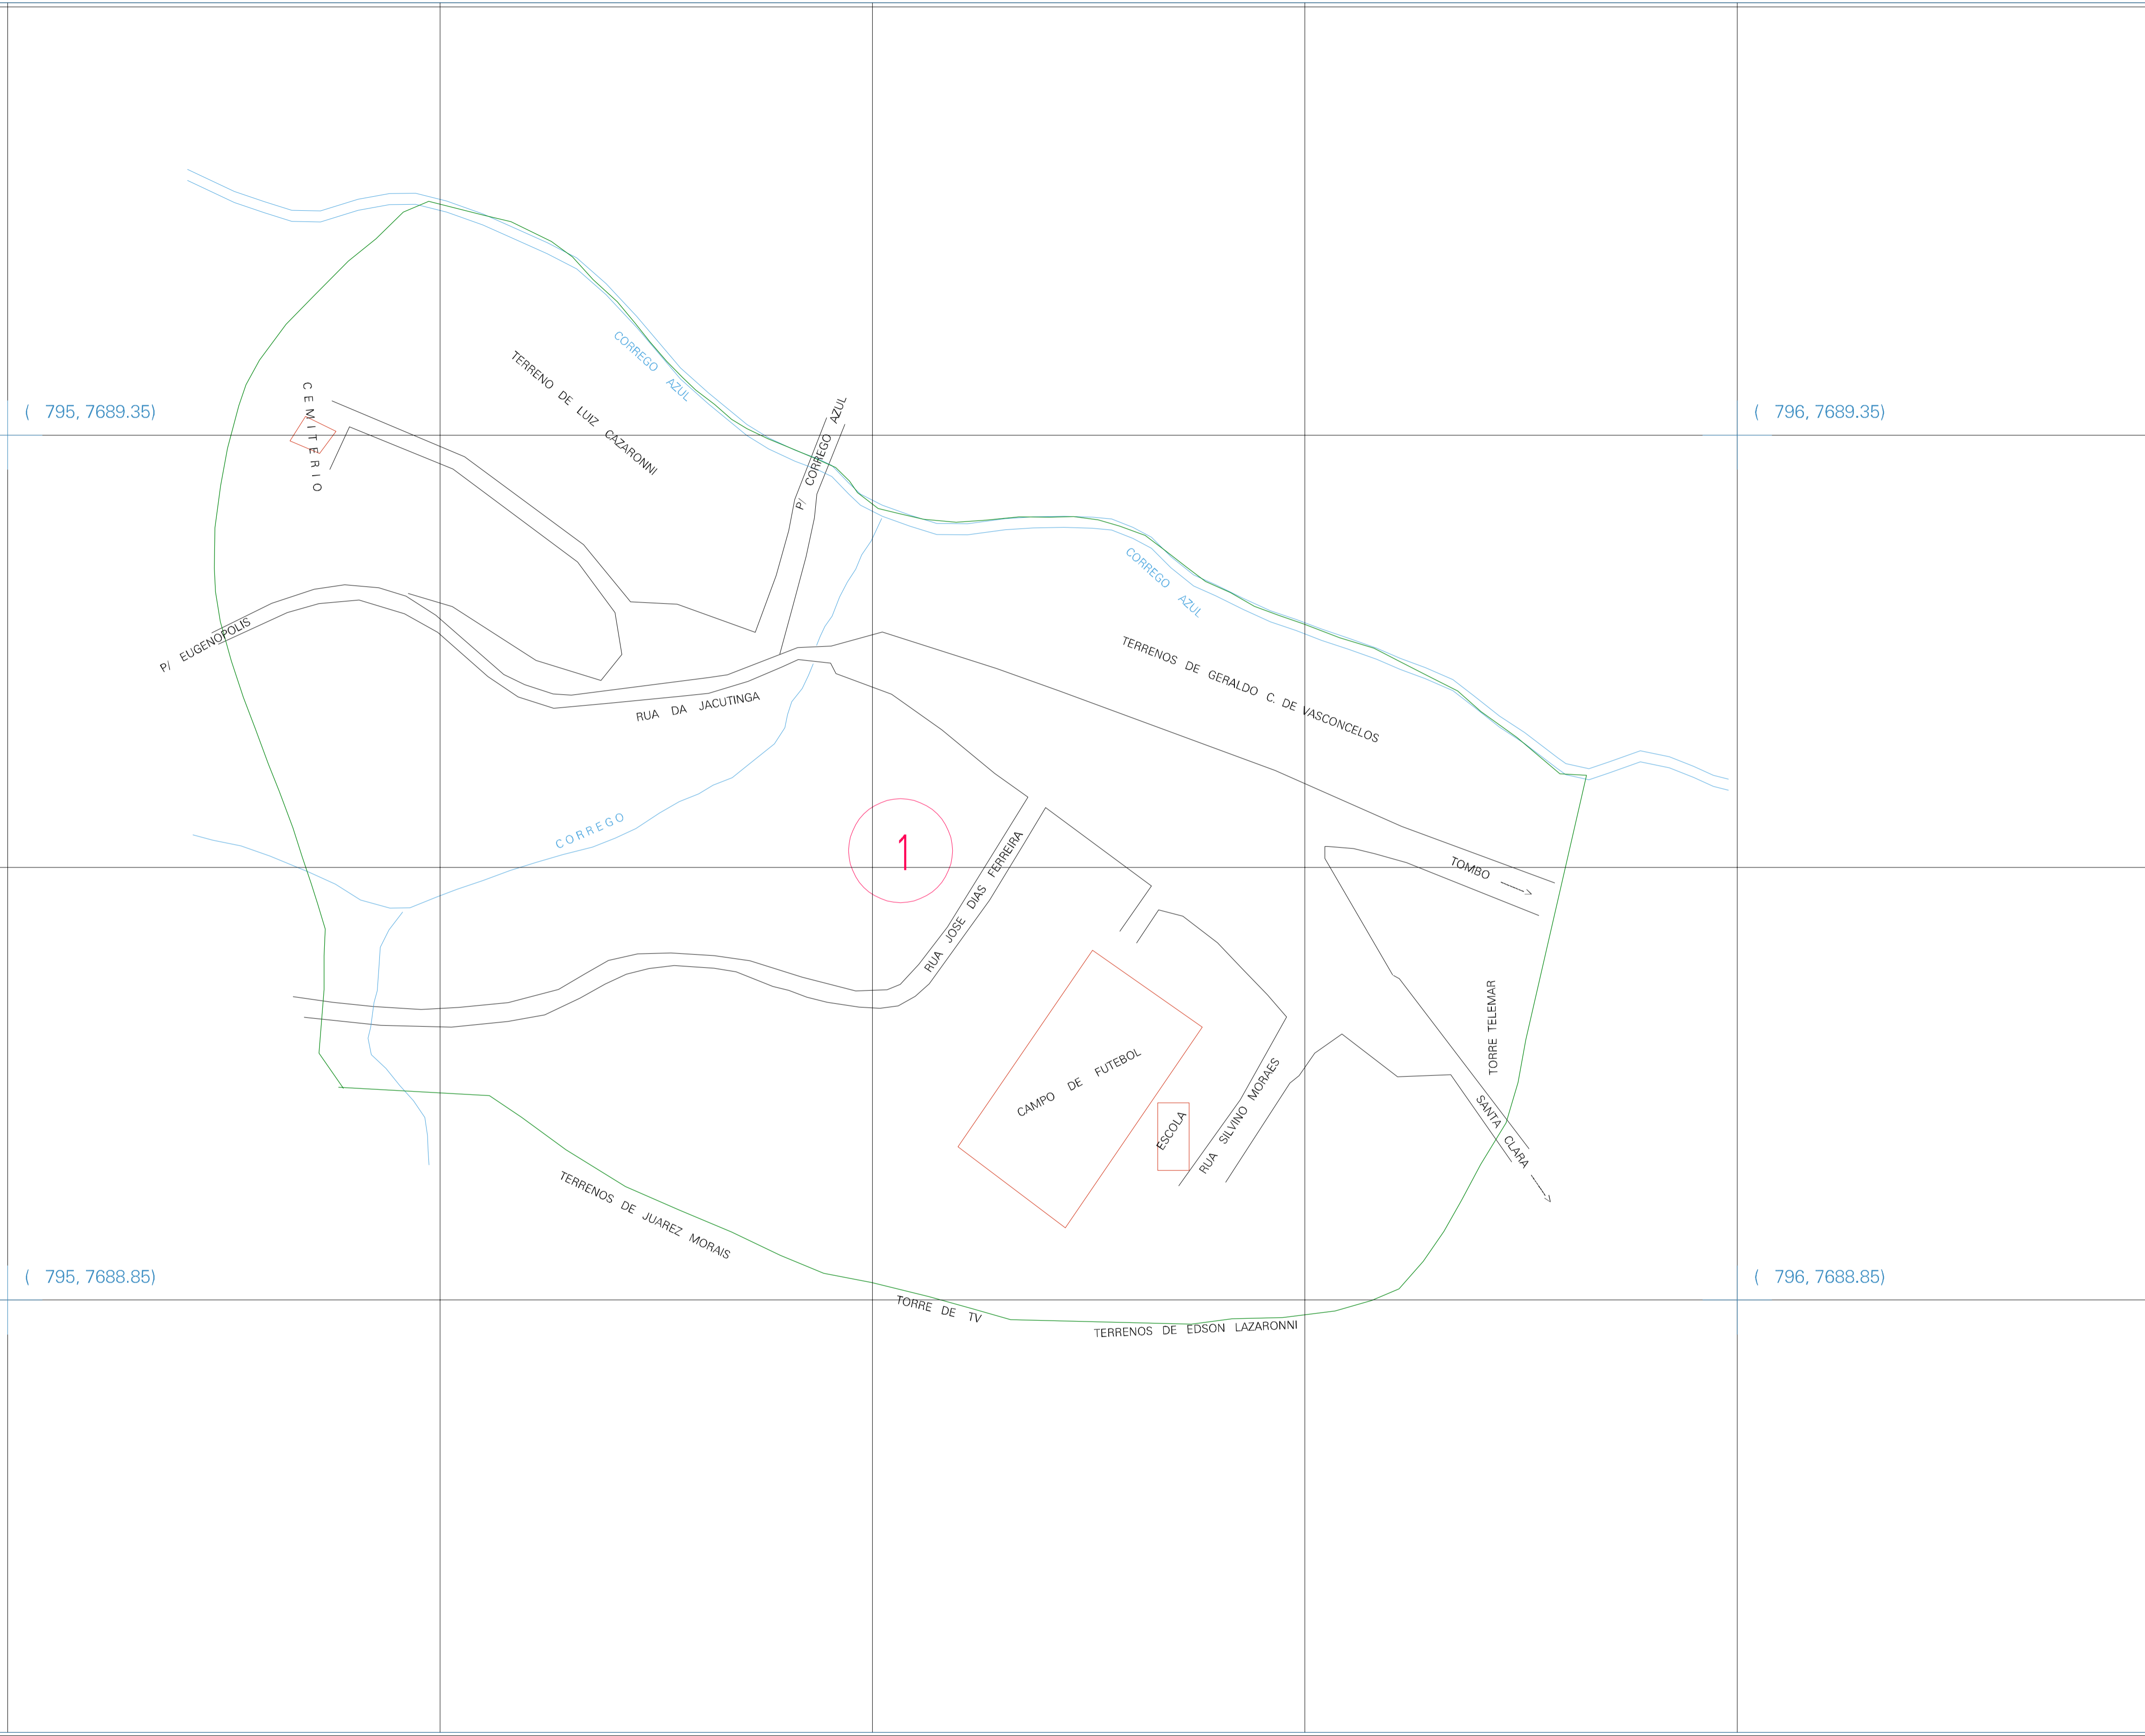 CORREGO AZUL
TERRENO DE LUIZ CAZARONNI
CEMITERIO
( 795, 7689.35)
( 796, 7689.35)
P/ CORREGO AZUL
CORREGO AZUL
P/ EUGENOPOLIS
TERRENOS DE GERALDO C. DE VASCONCELOS
RUA DA JACUTINGA
CORREGO
1
RUA JOSE DIAS FERREIRA
TOMBO
TORRE TELEMAR
CAMPO DE FUTEBOL
ESCOLA
RUA SILVINO MORAES
SANTA CLARA
TERRENOS DE JUAREZ MORAIS
( 795, 7688.85)
( 796, 7688.85)
TORRE DE TV
TERRENOS DE EDSON LAZARONNI